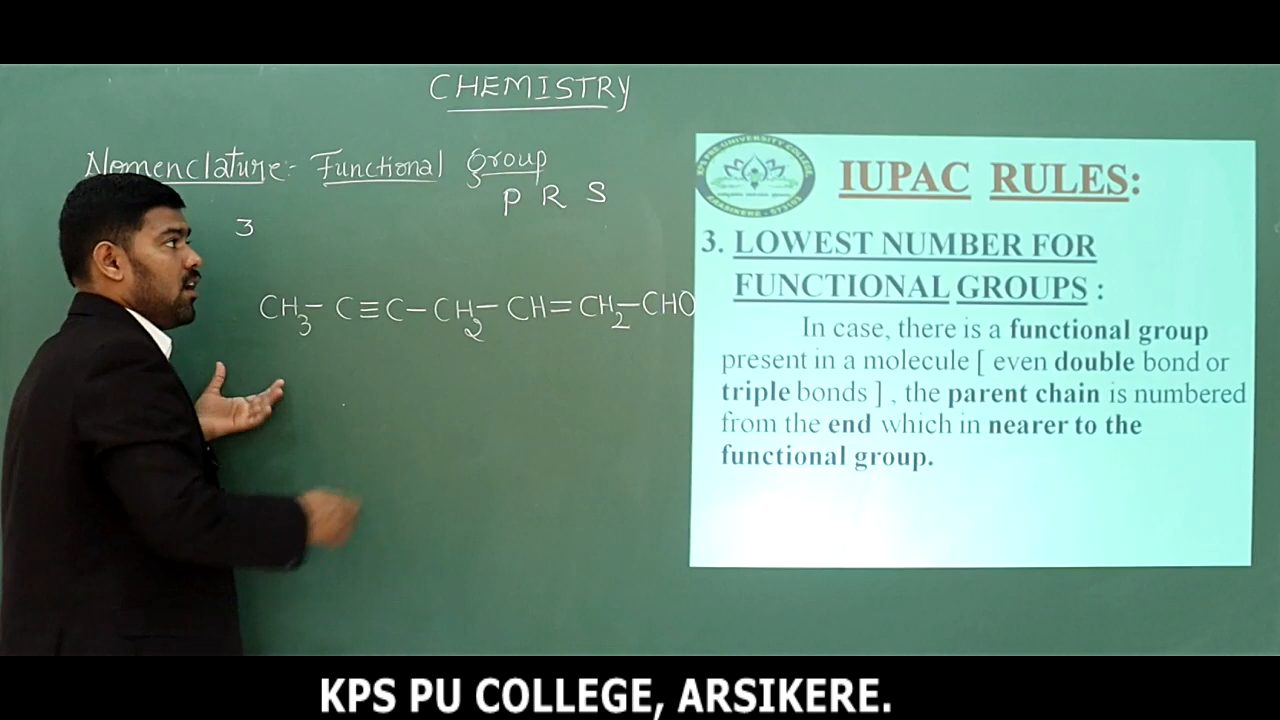 CHEMISTRY
Nomenclature:- Functional group
P R S
3
CH₃– C≡C–CH₂–CH=CH₂–CHO
IUPAC RULES:
3. LOWEST NUMBER FOR
FUNCTIONAL GROUPS :
In case, there is a functional group
present in a molecule [ even double bond or
triple bonds ] , the parent chain is numbered
from the end which in nearer to the
functional group.
KPS PU COLLEGE, ARSIKERE.